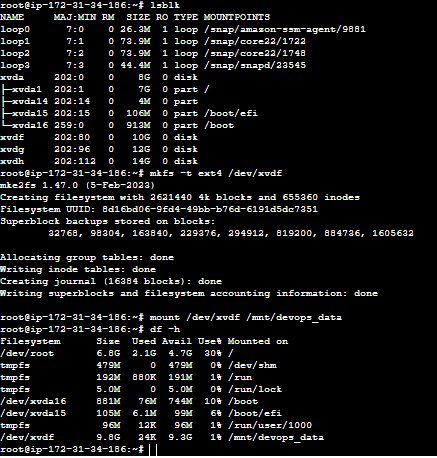 root@ip-172-31-34-186:~# lsblk
NAME     MAJ:MIN RM   SIZE RO TYPE MOUNTPOINTS
loop0      7:0    0  26.3M  1 loop /snap/amazon-ssm-agent/9881
loop1      7:1    0  73.9M  1 loop /snap/core22/1722
loop2      7:2    0  73.9M  1 loop /snap/core22/1748
loop3      7:3    0  44.4M  1 loop /snap/snapd/23545
xvda     202:0    0     8G  0 disk
├─xvda1  202:1    0     7G  0 part /
├─xvda14 202:14   0     4M  0 part
├─xvda15 202:15   0   106M  0 part /boot/efi
└─xvda16 259:0    0   913M  0 part /boot
xvdf     202:80   0    10G  0 disk
xvdg     202:96   0    12G  0 disk
xvdh     202:112  0    14G  0 disk
root@ip-172-31-34-186:~# mkfs -t ext4 /dev/xvdf
mke2fs 1.47.0 (5-Feb-2023)
Creating filesystem with 2621440 4k blocks and 655360 inodes
Filesystem UUID: 8d16bd06-9fd4-49bb-b76d-6191d5dc7351
Superblock backups stored on blocks:
        32768, 98304, 163840, 229376, 294912, 819200, 884736, 1605632
Allocating group tables: done
Writing inode tables: done
Creating journal (16384 blocks): done
Writing superblocks and filesystem accounting information: done
root@ip-172-31-34-186:~# mount /dev/xvdf /mnt/devops_data
root@ip-172-31-34-186:~# df -h
Filesystem      Size  Used Avail Use% Mounted on
/dev/root       6.8G  2.1G  4.7G  30% /
tmpfs           479M     0  479M   0% /dev/shm
tmpfs           192M  880K  191M   1% /run
tmpfs           5.0M     0  5.0M   0% /run/lock
/dev/xvda16     881M   76M  744M  10% /boot
/dev/xvda15     105M  6.1M   99M   6% /boot/efi
tmpfs            96M   12K   96M   1% /run/user/1000
/dev/xvdf       9.8G   24K  9.3G   1% /mnt/devops_data
root@ip-172-31-34-186:~#